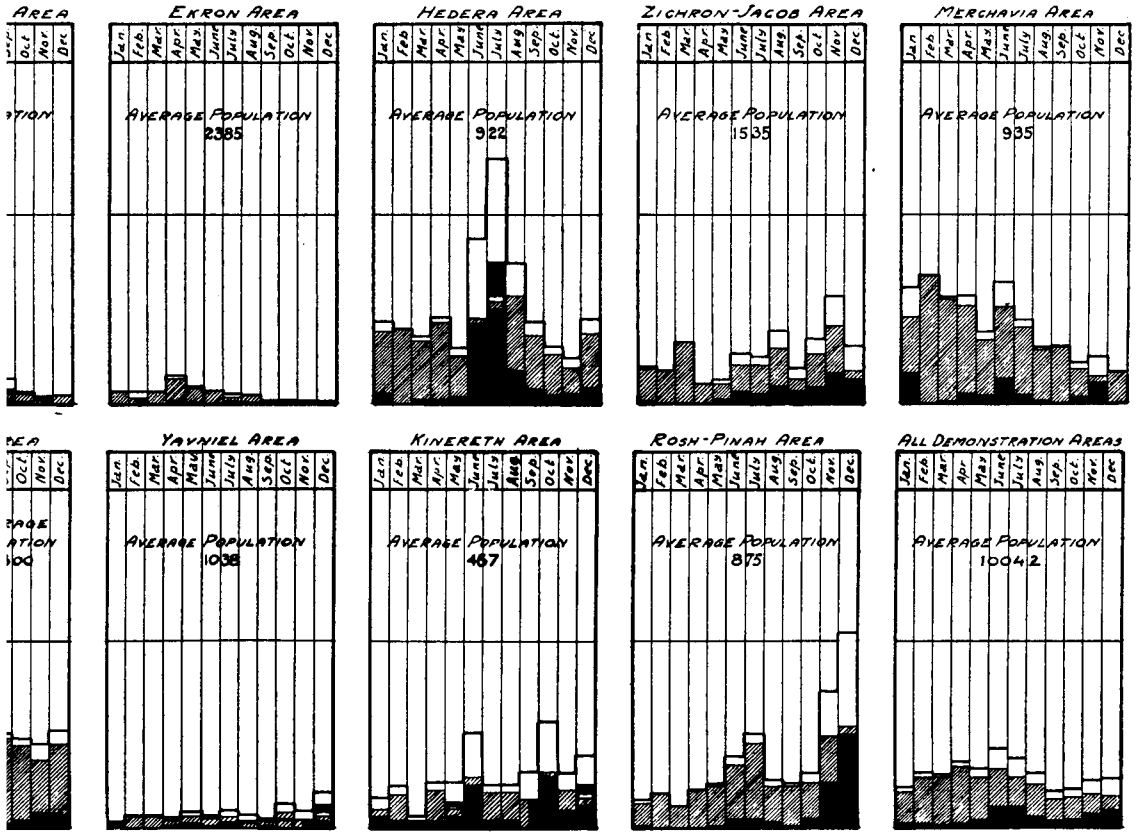 AREA
Oct. Nov. Dec.
EKRON AREA
Jan. Feb. Mar. Apr. May. June July Aug. Sep. Oct. Nov. Dec.
AVERAGE POPULATION
2385
HEDERA AREA
Jan. Feb. Mar. Apr. May June July Aug. Sep. Oct. Nov. Dec.
AVERAGE POPULATION
922
ZICHRON-JACOB AREA
Jan. Feb. Mar. Apr. May June July Aug. Sep. Oct. Nov. Dec.
AVERAGE POPULATION
1535
MERCHAVIA AREA
Jan. Feb. Mar. Apr. May June July Aug. Sep. Oct. Nov. Dec.
AVERAGE POPULATION
935
Oct. Nov. Dec.
YAVNIEL AREA
Jan. Feb. Mar. Apr. May June July Aug. Sep. Oct. Nov. Dec.
AVERAGE POPULATION
1038
KINERETH AREA
Jan. Feb. Mar. Apr. May June July Aug. Sep. Oct. Nov. Dec.
AVERAGE POPULATION
467
ROSH-PINAH AREA
Jan. Feb. Mar. Apr. May June July Aug. Sep. Oct. Nov. Dec.
AVERAGE POPULATION
875
ALL DEMONSTRATION AREAS
Jan. Feb. Mar. Apr. May June July Aug. Sep. Oct. Nov. Dec.
AVERAGE POPULATION
10042